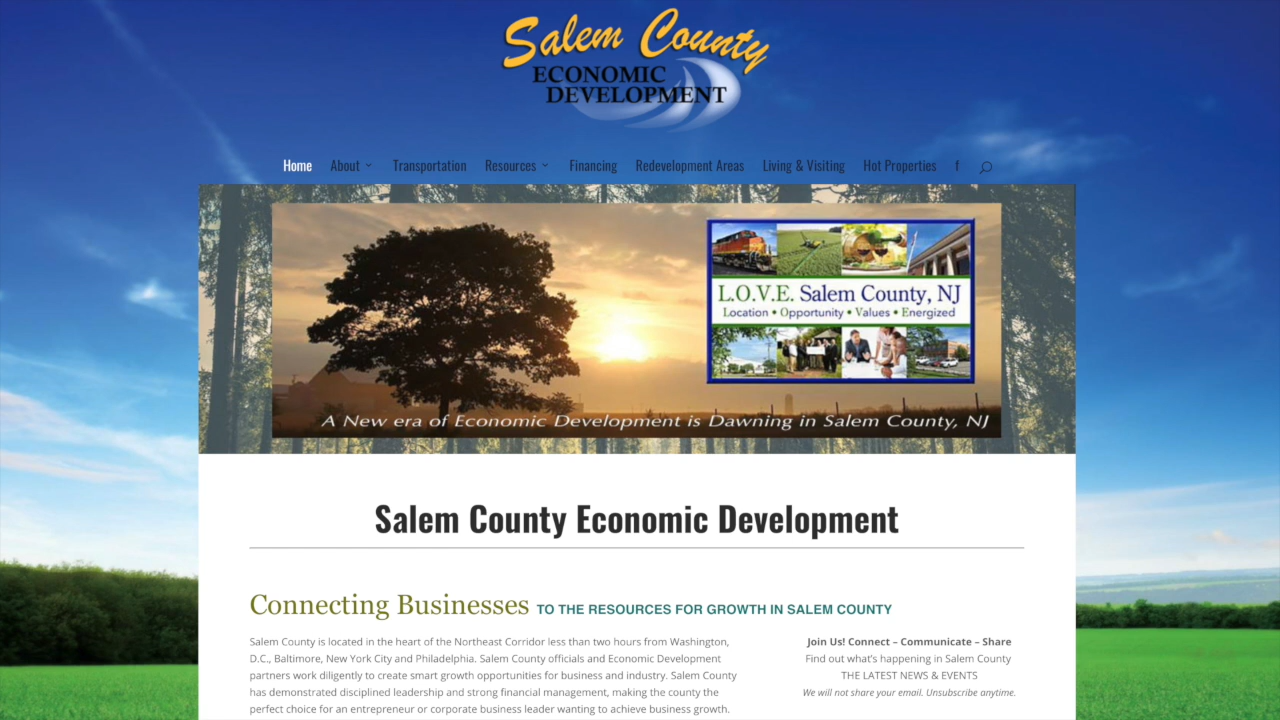 Salem County
ECONOMIC
DEVELOPMENT
Home About Transportation Resources Financing Redevelopment Areas Living & Visiting Hot Properties f
L.O.V.E. Salem County, NJ
Location • Opportunity • Values • Energized
A New era of Economic Development is Dawning in Salem County, NJ
Salem County Economic Development
Connecting Businesses TO THE RESOURCES FOR GROWTH IN SALEM COUNTY
Salem County is located in the heart of the Northeast Corridor less than two hours from Washington,
D.C., Baltimore, New York City and Philadelphia. Salem County officials and Economic Development
partners work diligently to create smart growth opportunities for business and industry. Salem County
has demonstrated disciplined leadership and strong financial management, making the county the
perfect choice for an entrepreneur or corporate business leader wanting to achieve business growth.
Join Us! Connect – Communicate – Share
Find out what's happening in Salem County
THE LATEST NEWS & EVENTS
We will not share your email. Unsubscribe anytime.